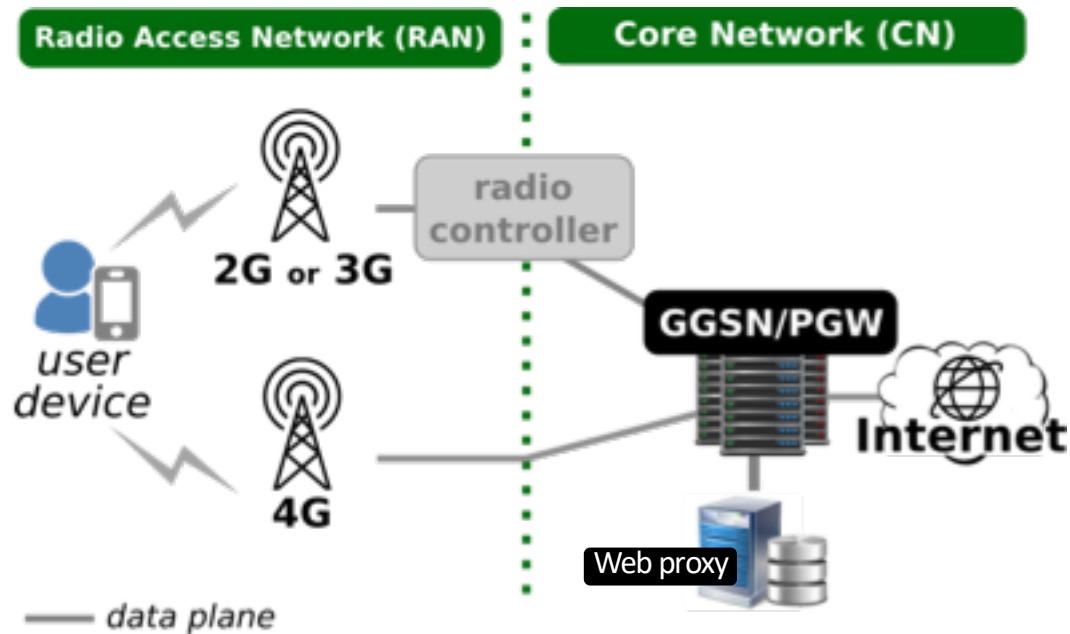 Radio Access Network (RAN)
Core Network (CN)
radio
controller
2G or 3G
user
device
GGSN/PGW
Internet
4G
Web proxy
data plane